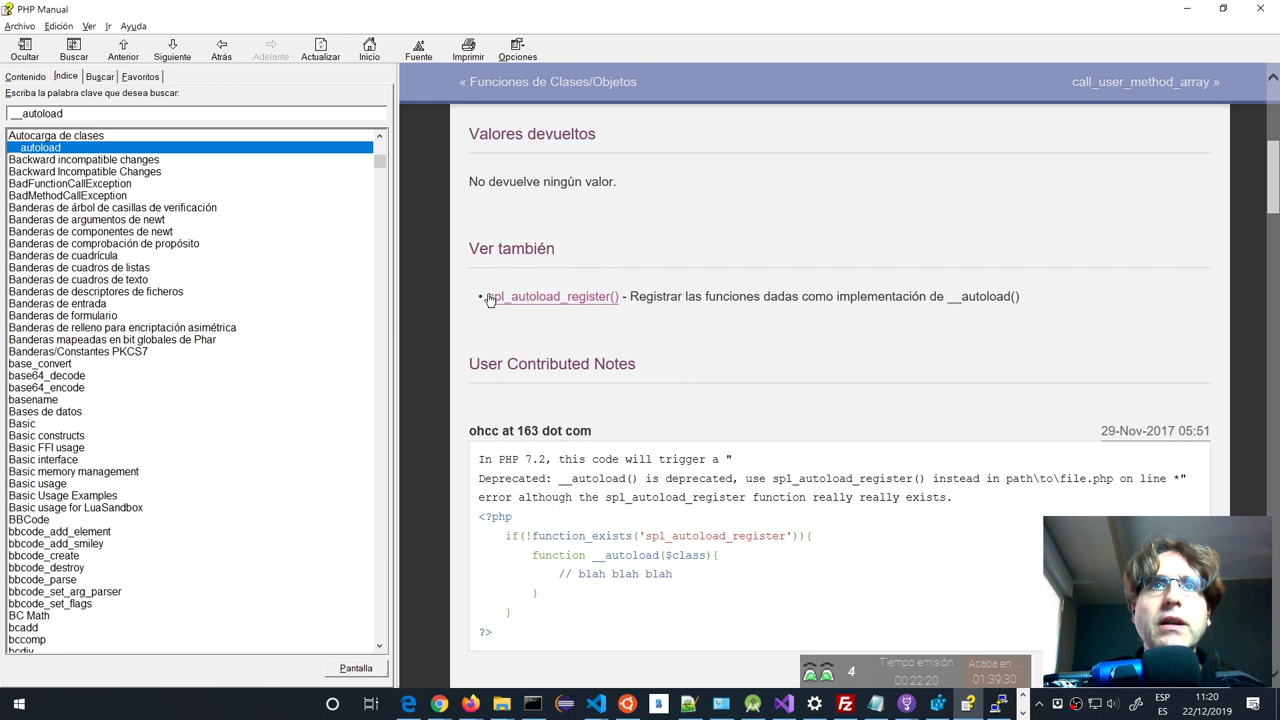 PHP Manual
Archivo Edición Ver Ir Ayuda
Ocultar Buscar Anterior Siguiente Atrás Adelante Actualizar Inicio Fuente Imprimir Opciones
Contenido Índice Buscar Favoritos
Escriba la palabra clave que desea buscar:
__autoload
Autocarga de clases
__autoload
Backward incompatible changes
Backward Incompatible Changes
BadFunctionCallException
BadMethodCallException
Banderas de árbol de casillas de verificación
Banderas de argumentos de newt
Banderas de componentes de newt
Banderas de comprobación de propósito
Banderas de cuadrícula
Banderas de cuadros de listas
Banderas de cuadros de texto
Banderas de descriptores de ficheros
Banderas de entrada
Banderas de formulario
Banderas de relleno para encriptación asimétrica
Banderas mapeadas en bit globales de Phar
Banderas/Constantes PKCS7
base_convert
base64_decode
base64_encode
basename
Bases de datos
Basic
Basic constructs
Basic FFI usage
Basic interface
Basic memory management
Basic usage
Basic Usage Examples
Basic usage for LuaSandbox
BBCode
bbcode_add_element
bbcode_add_smiley
bbcode_create
bbcode_destroy
bbcode_parse
bbcode_set_arg_parser
bbcode_set_flags
BC Math
bcadd
bccomp
bcdiv
Pantalla
« Funciones de Clases/Objetos call_user_method_array »
Valores devueltos
No devuelve ningún valor.
Ver también
• spl_autoload_register() - Registrar las funciones dadas como implementación de __autoload()
User Contributed Notes
ohcc at 163 dot com 29-Nov-2017 05:51
In PHP 7.2, this code will trigger a "
Deprecated: __autoload() is deprecated, use spl_autoload_register() instead in path\to\file.php on line *"
error although the spl_autoload_register function really really exists.
<?php
if(!function_exists('spl_autoload_register')){
function __autoload($class){
// blah blah blah
}
}
?>
4 Tiempo emisión 00:22:20 Acaba en ... 01:39:30
ESP 11:20
ES 22/12/2019